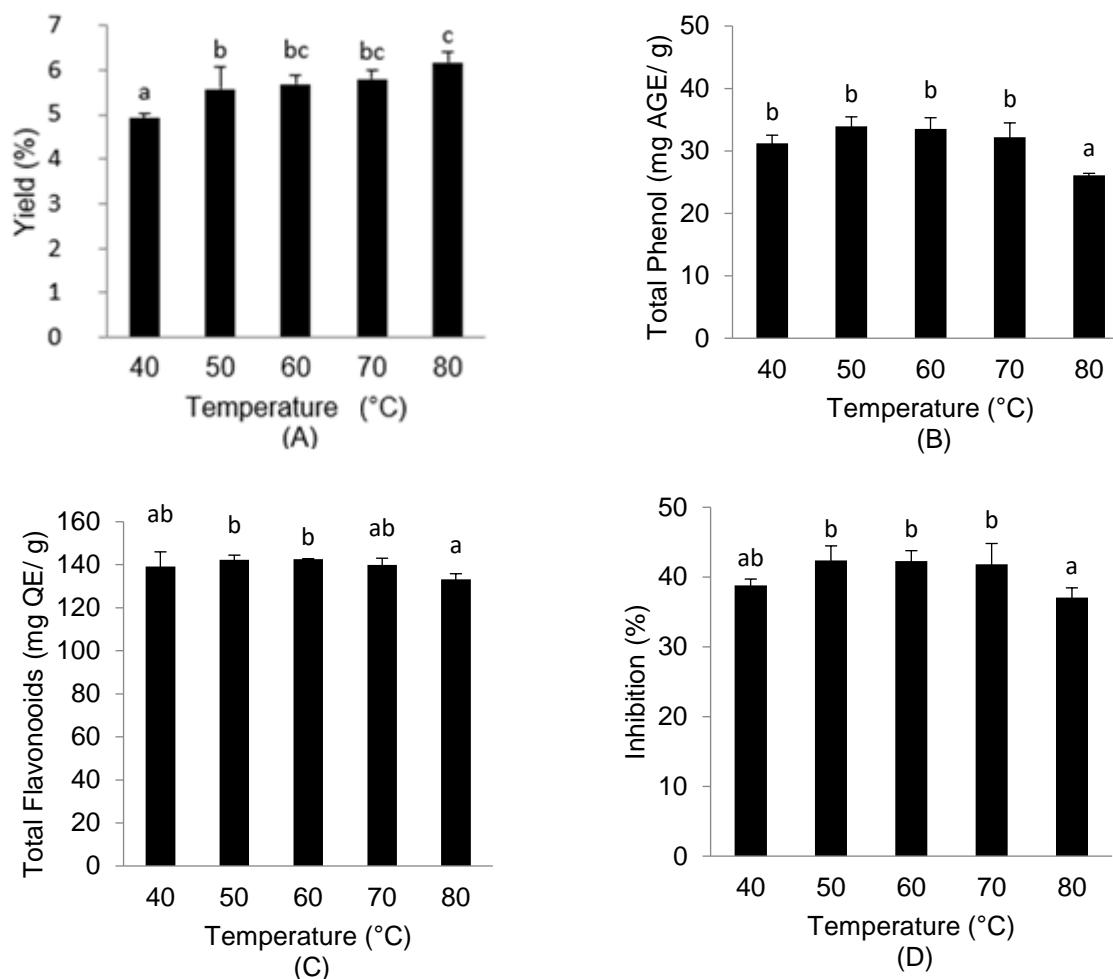 7
6
5
4
3
2
1
0
Yield (%)
a
b
bc
bc
c
40 50 60 70 80
Temperature (°C)
(A)
50
40
30
20
10
0
Total Phenol (mg AGE/ g)
b
b
b
b
a
40 50 60 70 80
Temperature (°C)
(B)
160
140
120
100
80
60
40
20
0
Total Flavonooids (mg QE/ g)
ab
b
b
ab
a
40 50 60 70 80
Temperature (°C)
(C)
50
40
30
20
10
0
Inhibition (%)
ab
b
b
b
a
40 50 60 70 80
Temperature (°C)
(D)